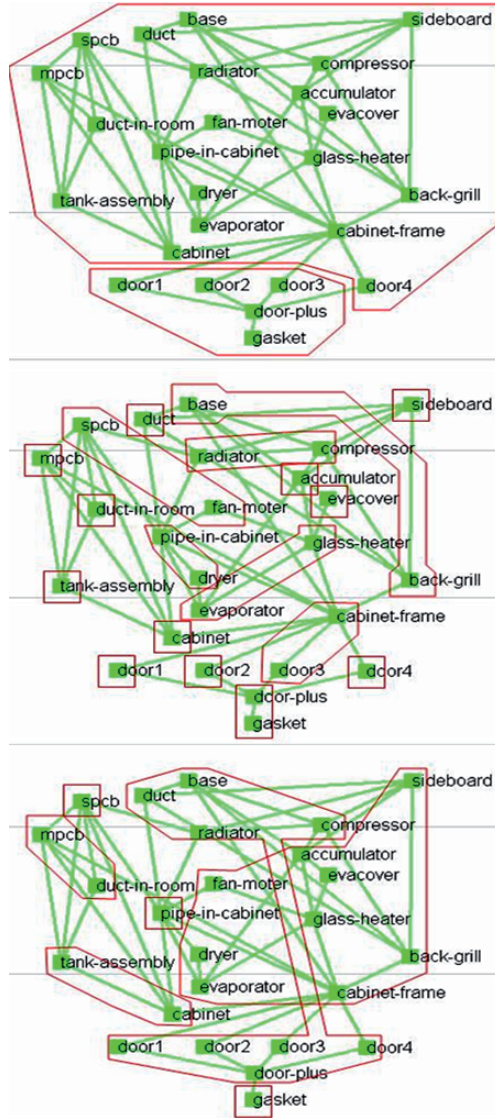 base
sideboard
spcb
duct
mpcb
radiator
compressor
accumulator
evacover
duct-in-room
fan-moter
pipe-in-cabinet
glass-heater
dryer
tank-assembly
back-grill
evaporator
cabinet-frame
cabinet
door1
door2
door3
door4
door-plus
gasket
base
sideboard
spcb
duct
mpcb
radiator
compressor
accumulator
evacover
duct-in-room
fan-moter
pipe-in-cabinet
glass-heater
dryer
tank-assembly
back-grill
evaporator
cabinet-frame
cabinet
door1
door2
door3
door4
door-plus
gasket
base
sideboard
spcb
duct
mpcb
radiator
compressor
accumulator
evacover
duct-in-room
fan-moter
pipe-in-cabinet
glass-heater
dryer
tank-assembly
back-grill
evaporator
cabinet-frame
cabinet
door1
door2
door3
door4
door-plus
gasket